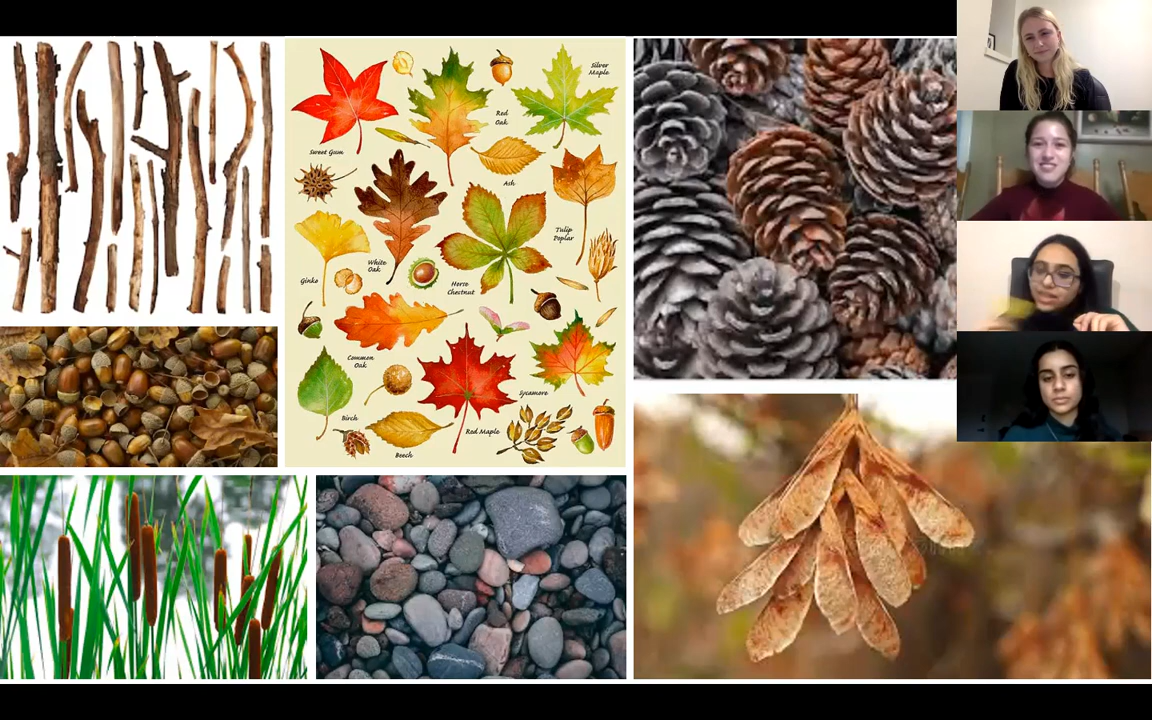 Silver
Maple
Red
Oak
Sweet Gum
Ash
Tulip
Poplar
White
Oak
Ginko
Horse
Chestnut
Common
Oak
Sycamore
Birch
Red Maple
Beech